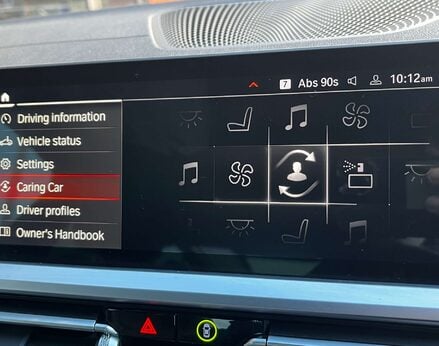 7 Abs 90s 10:12am
Driving information
Vehicle status
Settings
Caring Car
Driver profiles
Owner's Handbook